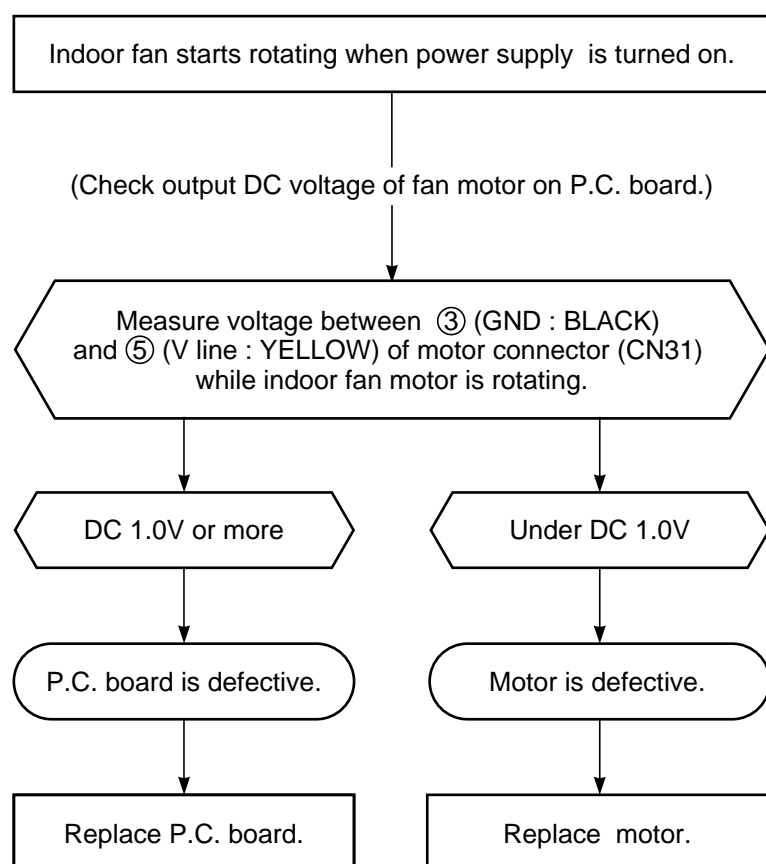 Indoor fan starts rotating when power supply is turned on.
(Check output DC voltage of fan motor on P.C. board.)
Measure voltage between ③ (GND : BLACK)
and ⑤ (V line : YELLOW) of motor connector (CN31)
while indoor fan motor is rotating.
DC 1.0V or more
Under DC 1.0V
P.C. board is defective.
Motor is defective.
Replace P.C. board.
Replace motor.